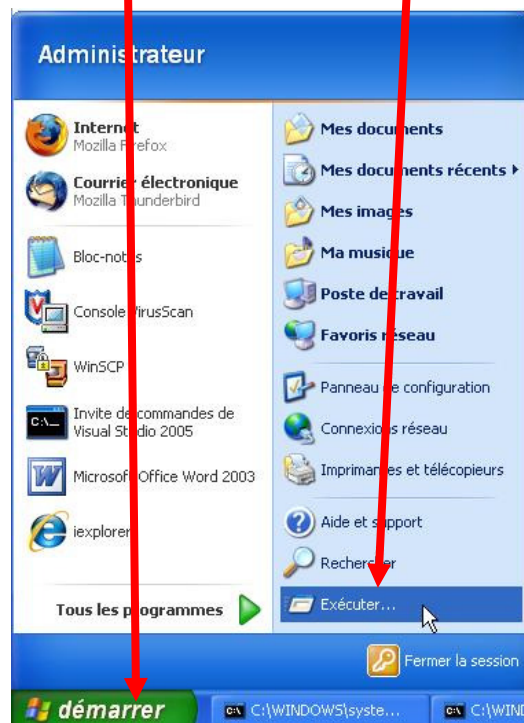 Administrateur
Internet
Mozilla Firefox
Courrier électronique
Mozilla Thunderbird
Bloc-notes
Console VirusScan
WinSCP
Invite de commandes de
Visual Studio 2005
Microsoft Office Word 2003
iexplorer
Tous les programmes
Mes documents
Mes documents récents
Mes images
Ma musique
Poste de travail
Favoris réseau
Panneau de configuration
Connexions réseau
Imprimantes et télécopieurs
Aide et support
Rechercher
Exécuter...
Fermer la session
démarrer
C:\WINDOWS\syste...
C:\WIND